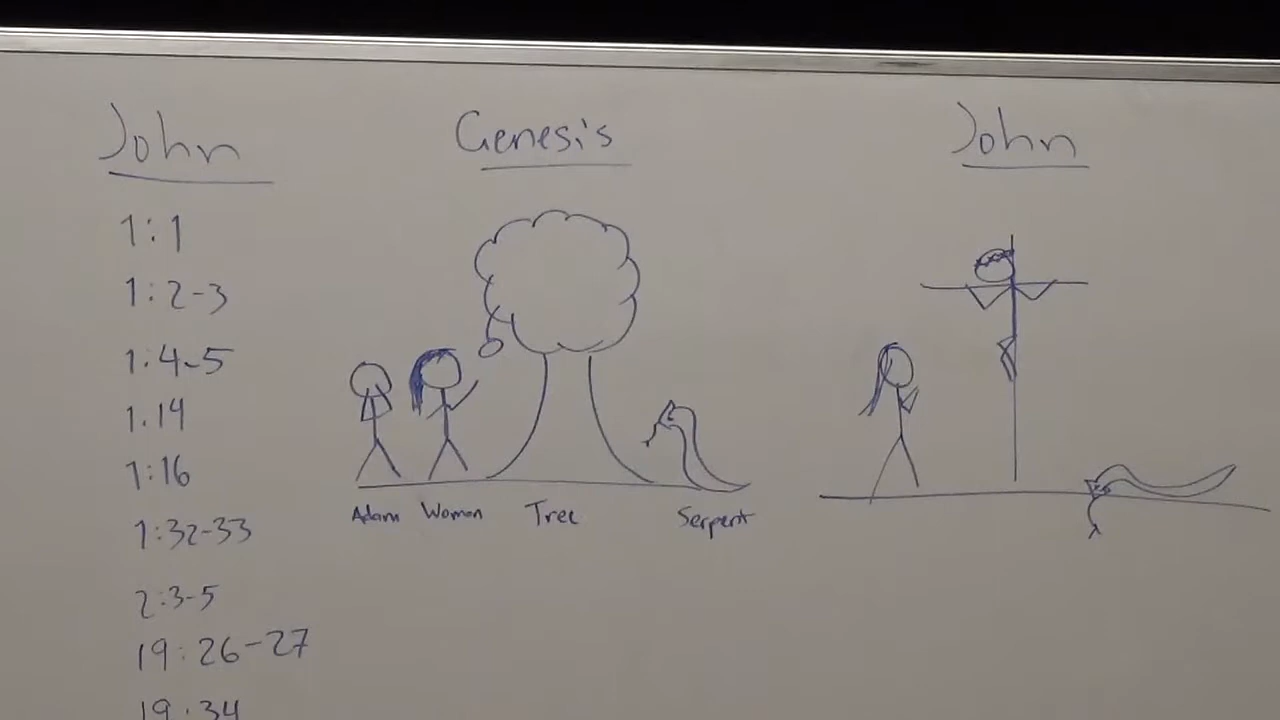 John
1:1
1:2-3
1:4-5
1.14
1:16
1:32-33
2:3-5
19:26-27
19:34
Genesis
Adam Woman Tree Serpent
John